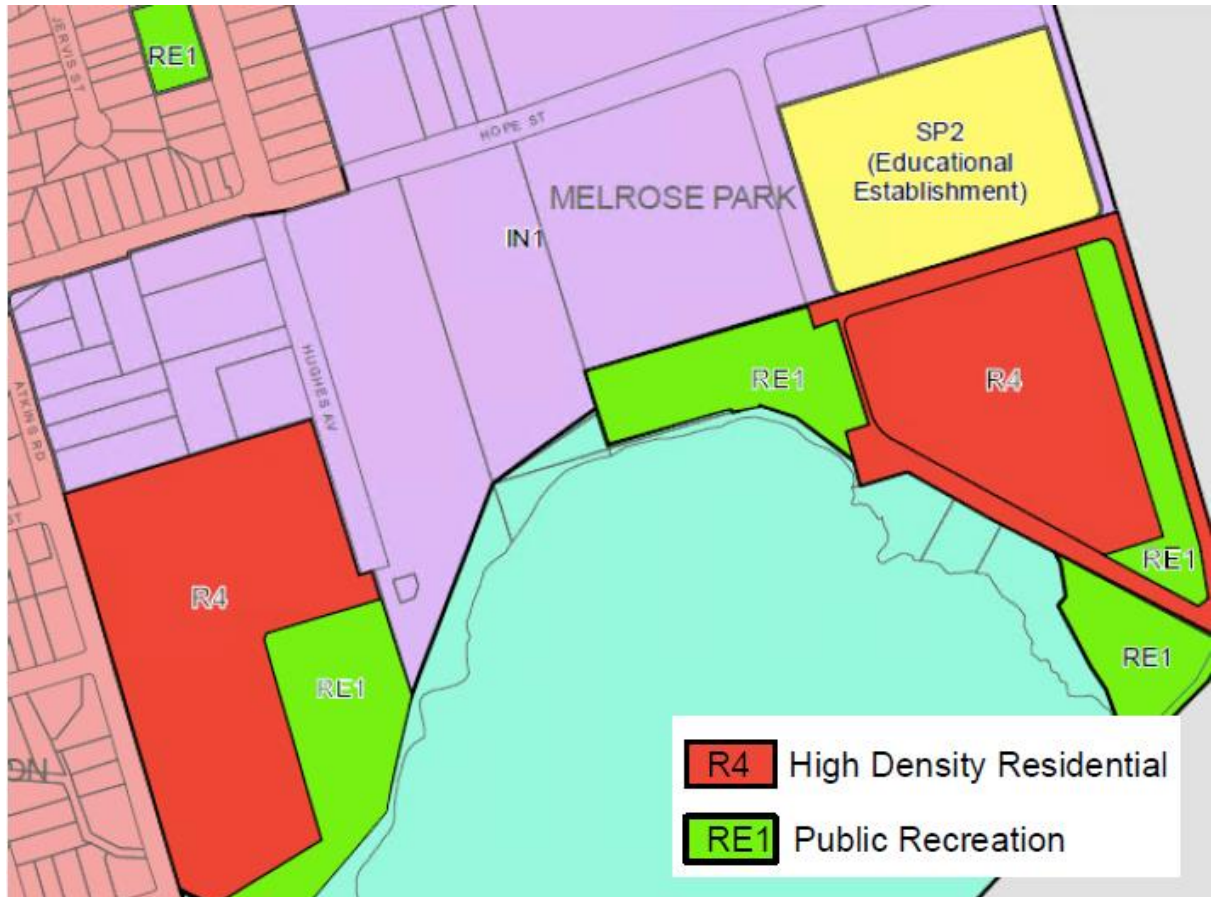 JERVIS ST
RE1
HOPE ST
SP2
(Educational
Establishment)
MELROSE PARK
IN1
HUGHES AV
ATKINS RD
RE1
R4
ST
RE1
R4
RE1
RE1
R4 High Density Residential
RE1 Public Recreation